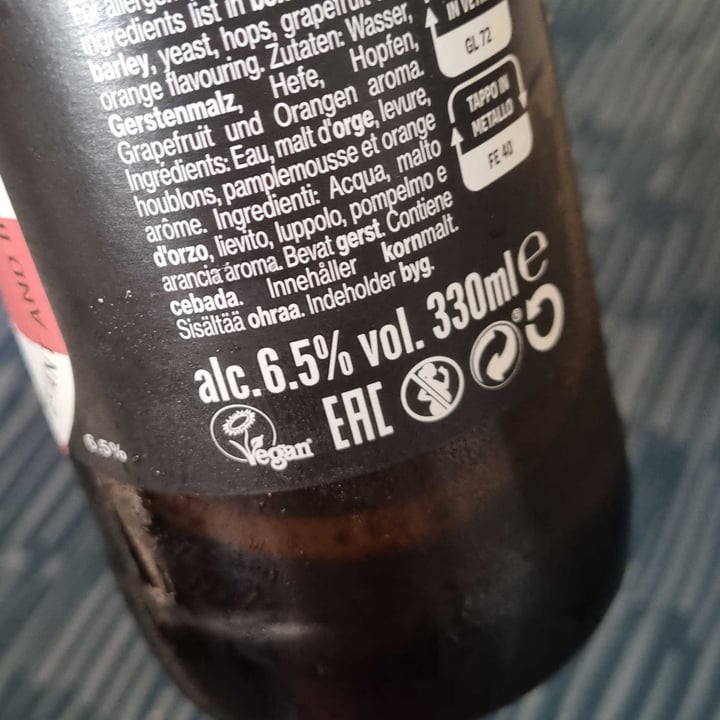 ingredients list in
barley, yeast, hops, grapefruit
orange flavouring. Zutaten: Wasser,
Gerstenmalz, Hefe, Hopfen,
Grapefruit und Orangen aroma.
Ingrédients: Eau, malt d'orge, levure,
houblons, pamplemousse et orange
arôme. Ingredienti: Acqua, malto
d'orzo, lievito, luppolo, pompelmo e
arancia aroma. Bevat gerst. Contiene
cebada. Innehåller kornmalt.
Sisältää ohraa. Indeholder byg.
GL 72
TAPPO IN
METALLO
FE 40
alc. 6.5% vol. 330ml e
Vegan
EAC
®
6.5%